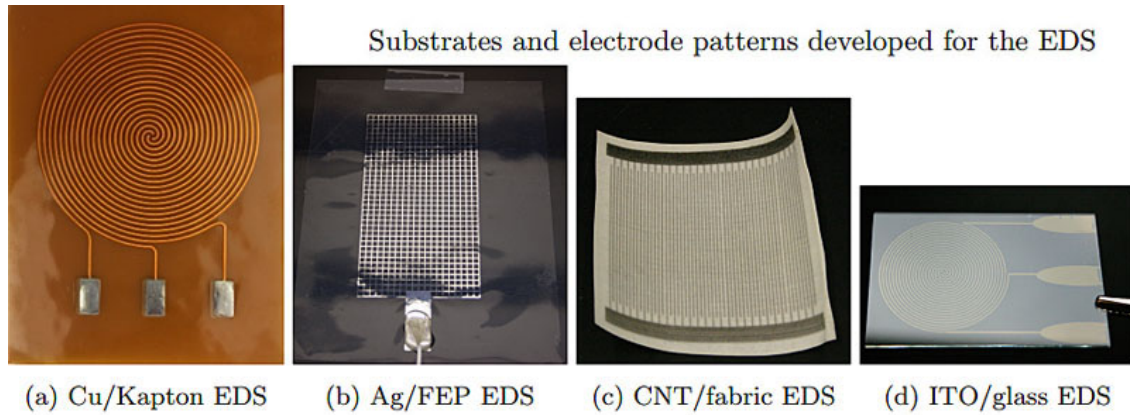 Substrates and electrode patterns developed for the EDS
(a) Cu/Kapton EDS
(b) Ag/FEP EDS
(c) CNT/fabric EDS
(d) ITO/glass EDS